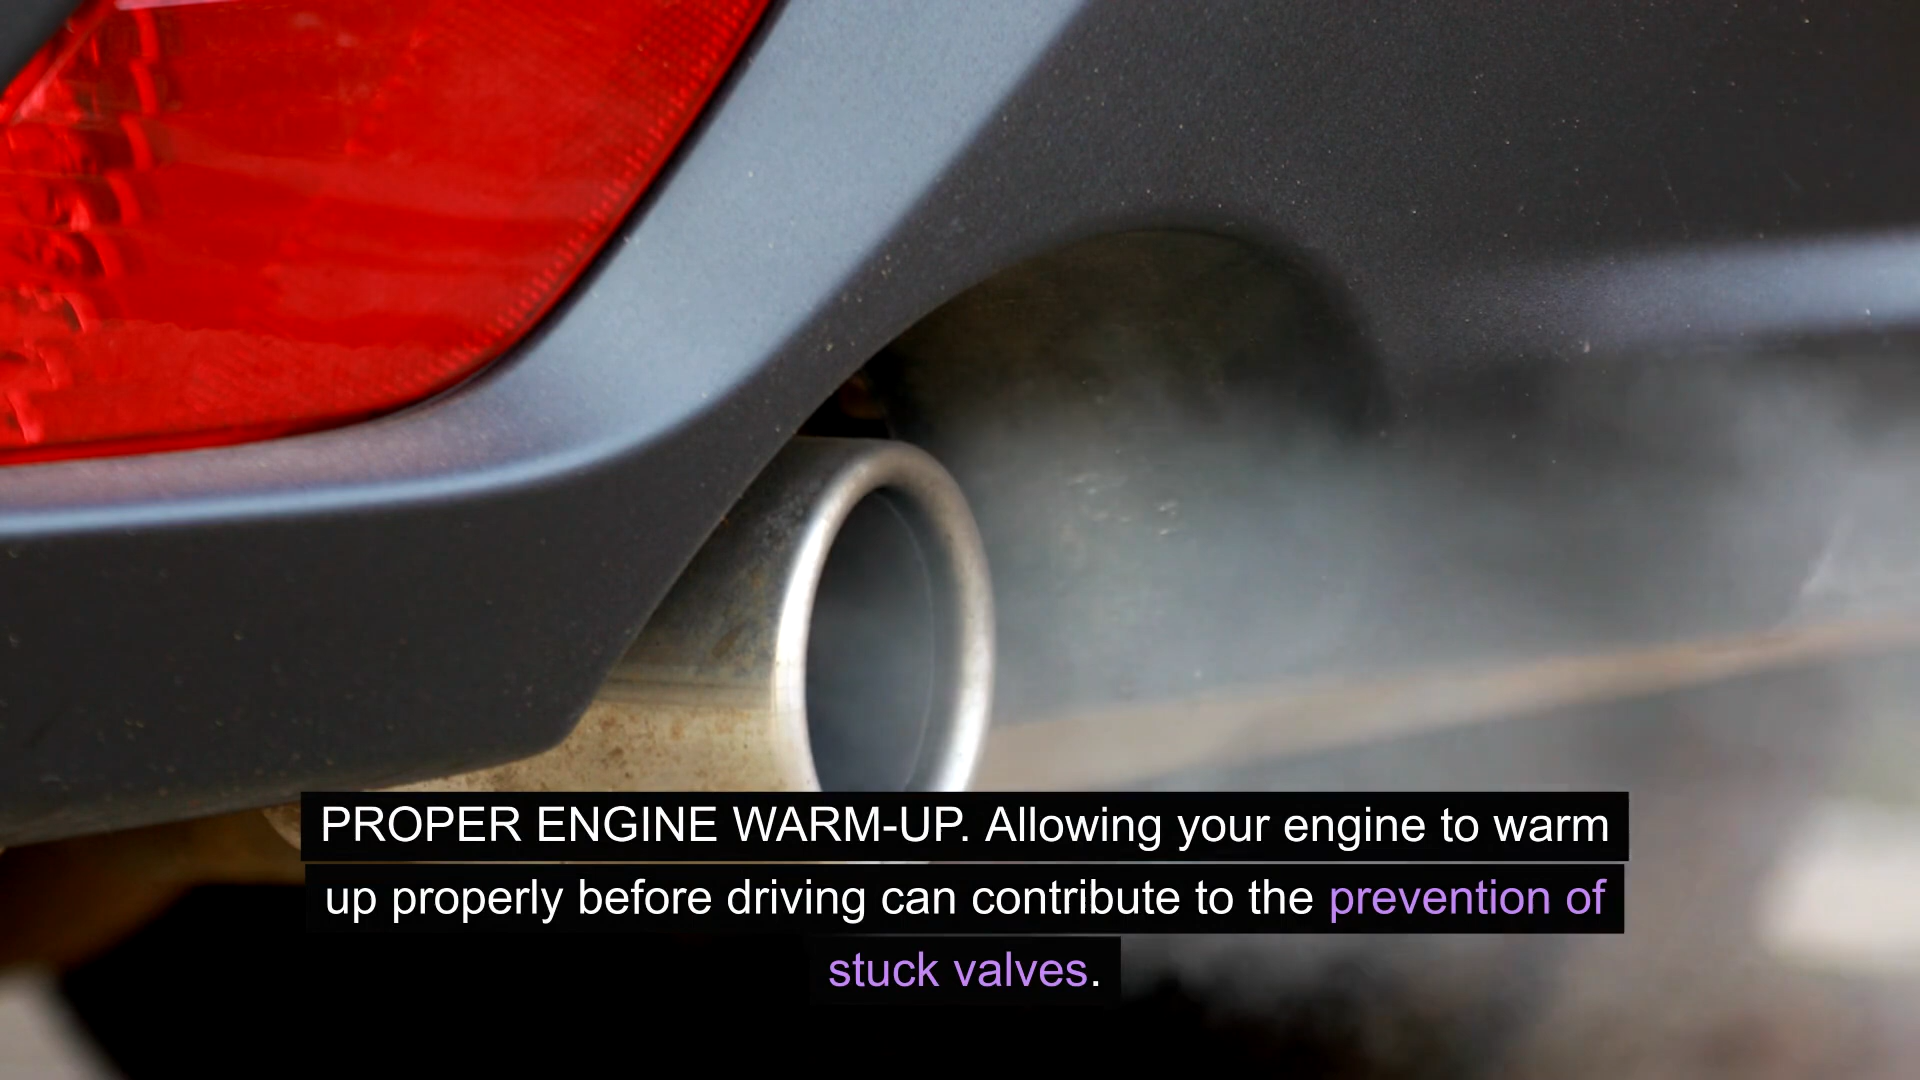 PROPER ENGINE WARM-UP. Allowing your engine to warm
up properly before driving can contribute to the prevention of
stuck valves.